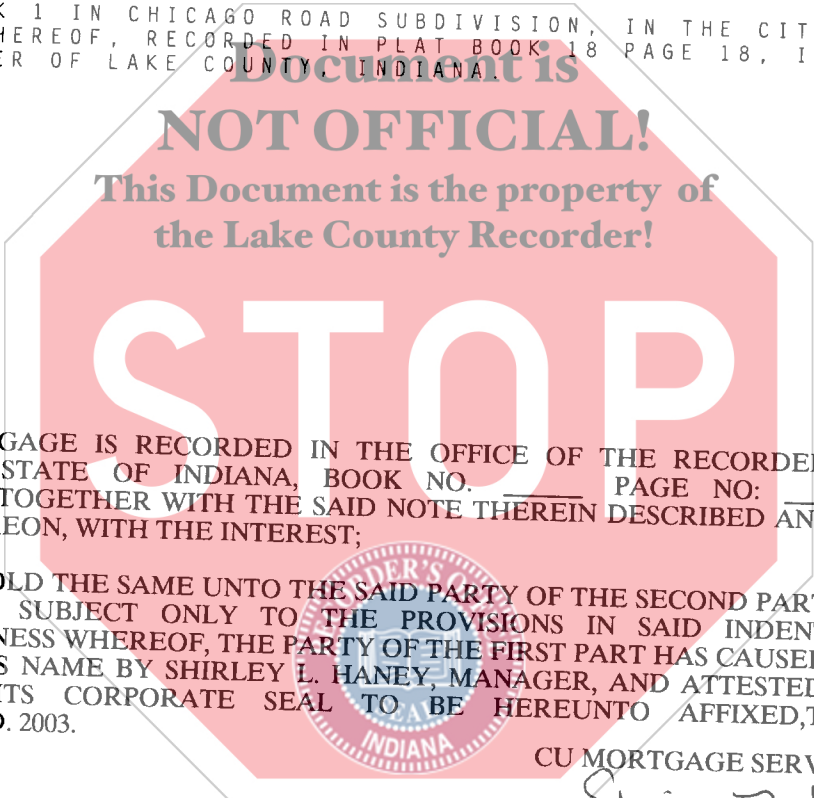 K 1 IN CHICAGO ROAD SUBDIVISION, IN THE CIT
HEREOF, RECORDED IN PLAT BOOK 18 PAGE 18, I
ER OF LAKE COUNTY, INDIANA.
Document is
NOT OFFICIAL!
This Document is the property of
the Lake County Recorder!
STOP
GAGE IS RECORDED IN THE OFFICE OF THE RECORDE
STATE OF INDIANA, BOOK NO. ______ PAGE NO: __
TOGETHER WITH THE SAID NOTE THEREIN DESCRIBED AN
EON, WITH THE INTEREST;
OLD THE SAME UNTO THE SAID PARTY OF THE SECOND PART
SUBJECT ONLY TO THE PROVISIONS IN SAID INDENT
NESS WHEREOF, THE PARTY OF THE FIRST PART HAS CAUSE
S NAME BY SHIRLEY L. HANEY, MANAGER, AND ATTESTED
ITS CORPORATE SEAL TO BE HEREUNTO AFFIXED,T
D. 2003.
INDIANA
CU MORTGAGE SERV